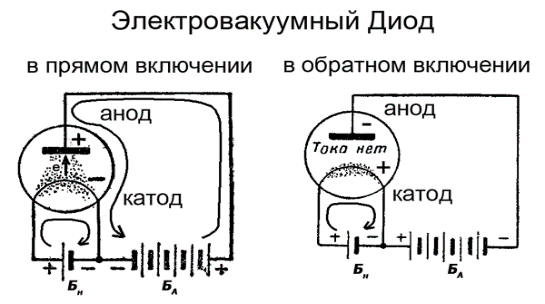 Электровакуумный Диод
в прямом включении
в обратном включении
анод
+
e
−
катод
+ − − +
Бн
БА
анод
−
Тока нет
+
катод
+ − + −
Бн
БА